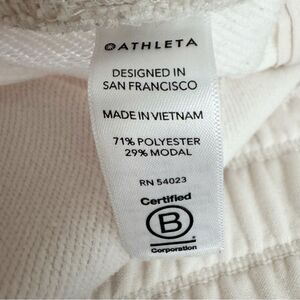 ATHLETA
DESIGNED IN
SAN FRANCISCO
MADE IN VIETNAM
71% POLYESTER
29% MODAL
RN 54023
Certified
B
Corporation